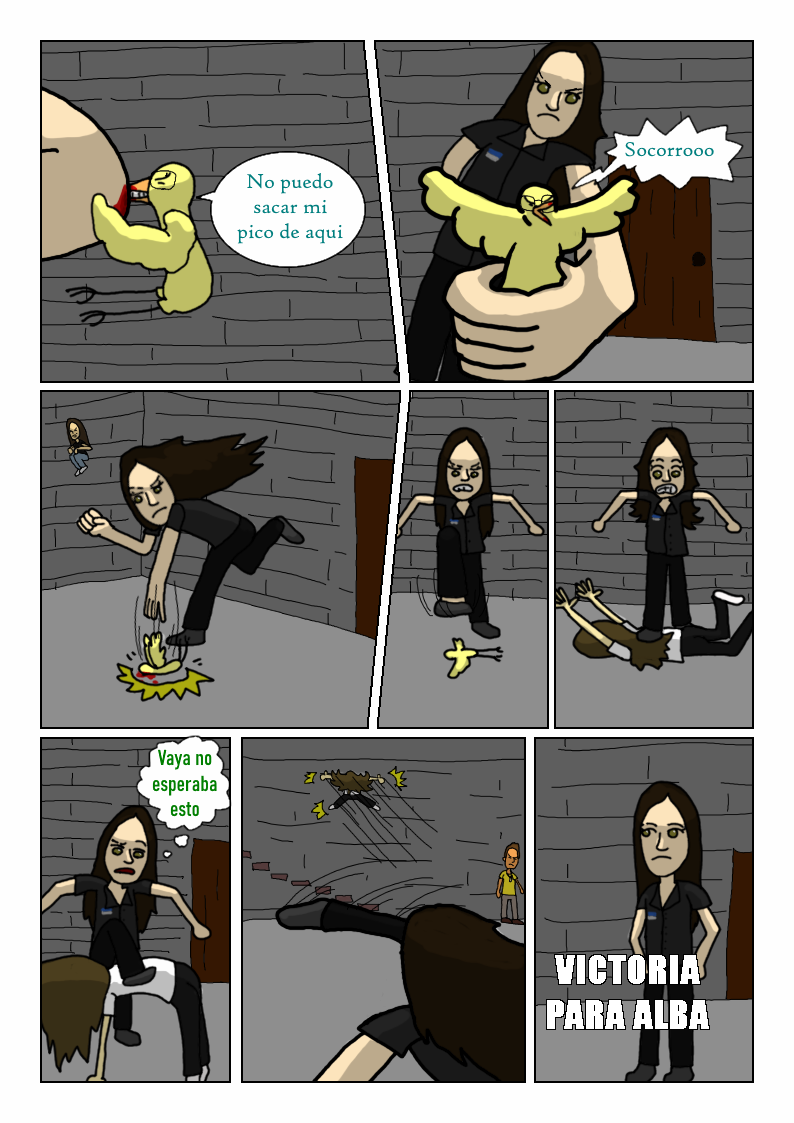 No puedo
sacar mi
pico de aqui
Socorrooo
Vaya no
esperaba
esto
VICTORIA
PARA ALBA